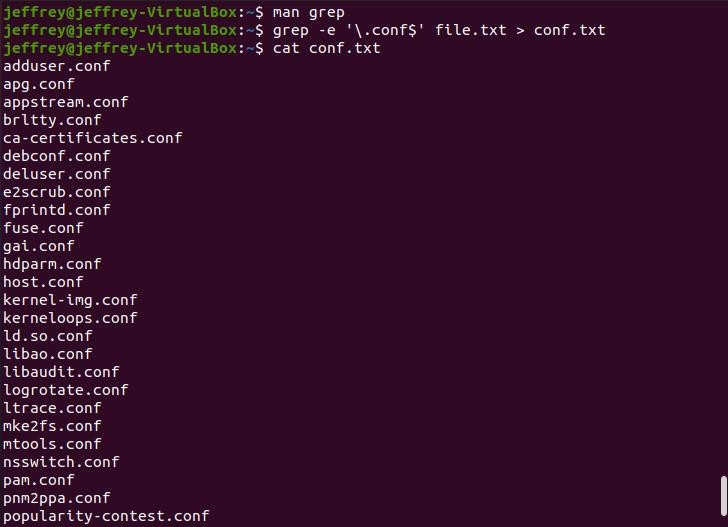 jeffrey@jeffrey-VirtualBox:~$ man grep
jeffrey@jeffrey-VirtualBox:~$ grep -e '\.conf$' file.txt > conf.txt
jeffrey@jeffrey-VirtualBox:~$ cat conf.txt
adduser.conf
apg.conf
appstream.conf
brltty.conf
ca-certificates.conf
debconf.conf
deluser.conf
e2scrub.conf
fprintd.conf
fuse.conf
gai.conf
hdparm.conf
host.conf
kernel-img.conf
kerneloops.conf
ld.so.conf
libao.conf
libaudit.conf
logrotate.conf
ltrace.conf
mke2fs.conf
mtools.conf
nsswitch.conf
pam.conf
pnm2ppa.conf
popularity-contest.conf